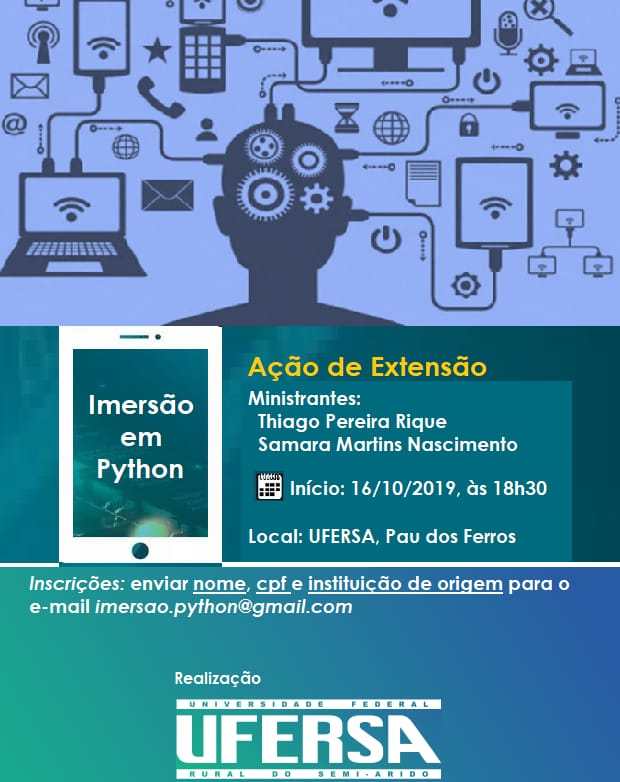 Imersão
em
Python
Ação de Extensão
Ministrantes:
Thiago Pereira Rique
Samara Martins Nascimento
Início: 16/10/2019, às 18h30
Local: UFERSA, Pau dos Ferros
Inscrições: enviar nome, cpf e instituição de origem para o
e-mail imersao.python@gmail.com
Realização
UNIVERSIDADE FEDERAL
UFERSA
RURAL DO SEMI-ARIDO